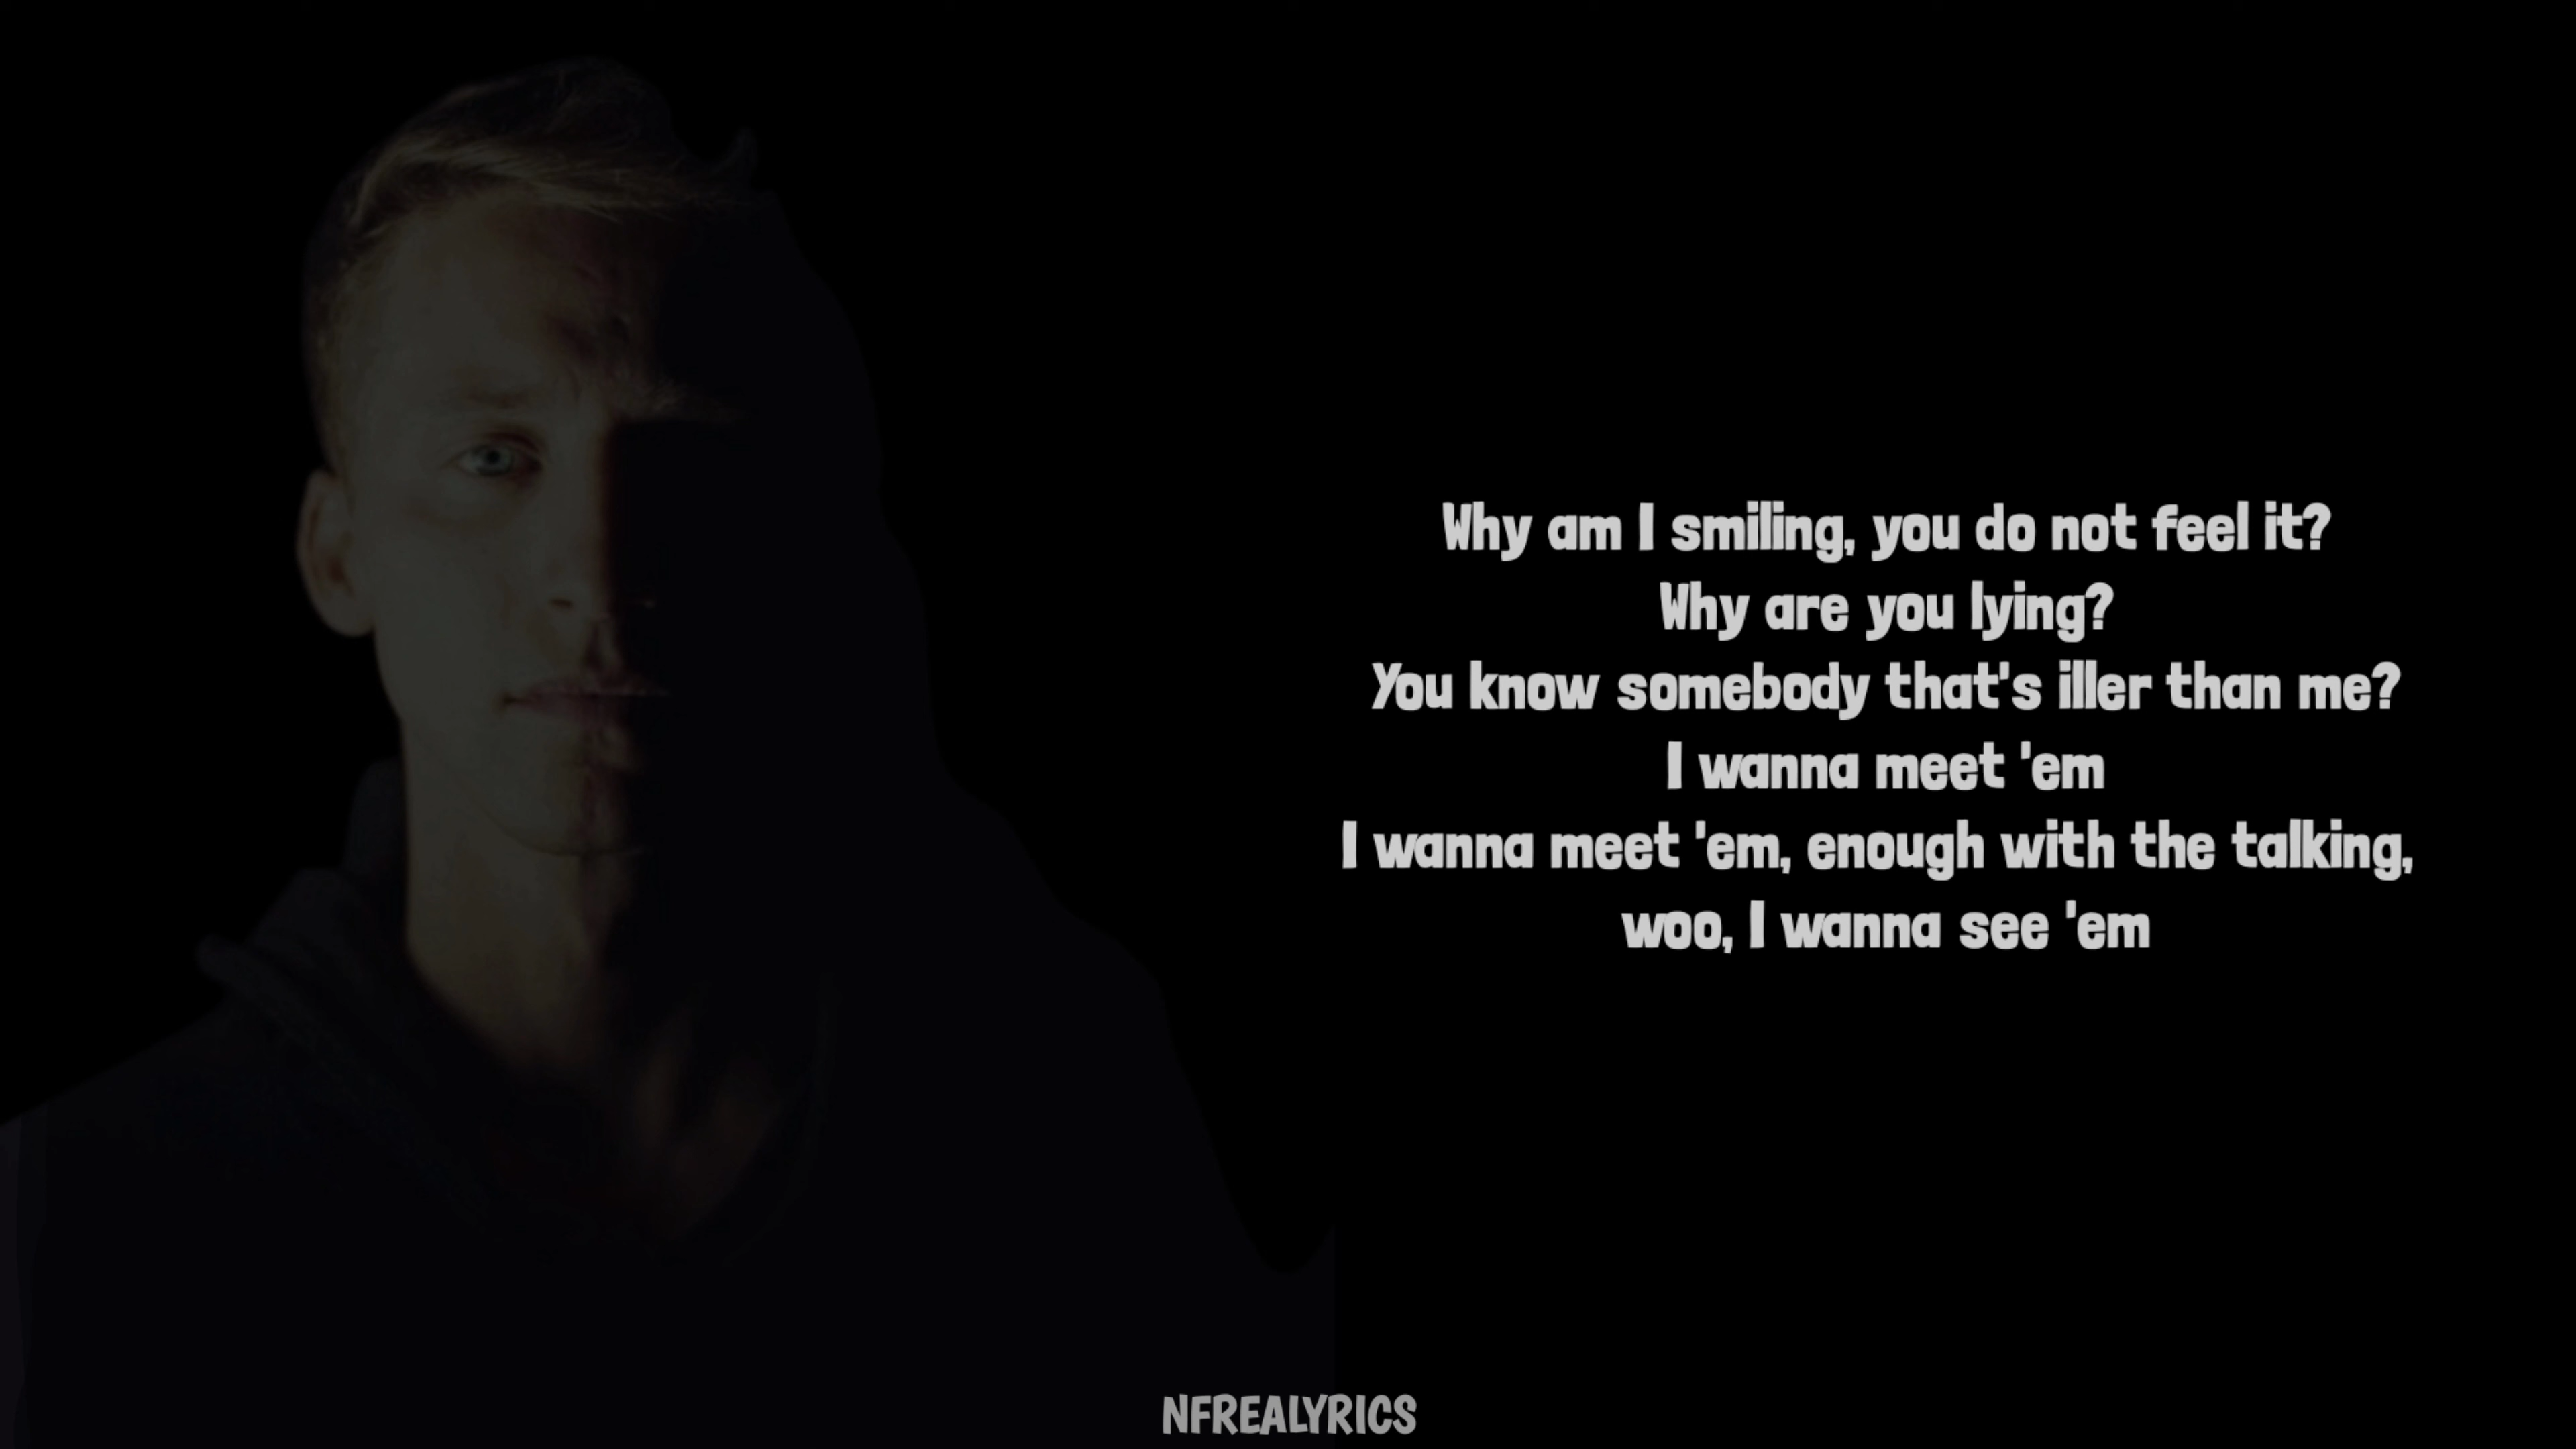 Why am I smiling, you do not feel it?
Why are you lying?
You know somebody that's iller than me?
I wanna meet 'em
I wanna meet 'em, enough with the talking,
woo, I wanna see 'em
NFREALYRICS